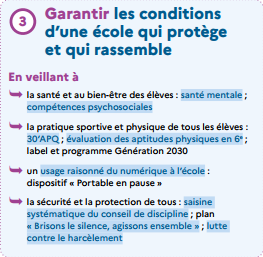 3
Garantir les conditions
d’une école qui protège
et qui rassemble
En veillant à
la santé et au bien-être des élèves : santé mentale ;
compétences psychosociales
la pratique sportive et physique de tous les élèves :
30’APQ ; évaluation des aptitudes physiques en 6e ;
label et programme Génération 2030
un usage raisonné du numérique à l’école :
dispositif « Portable en pause »
la sécurité et la protection de tous : saisine
systématique du conseil de discipline ; plan
« Brisons le silence, agissons ensemble » ; lutte
contre le harcèlement